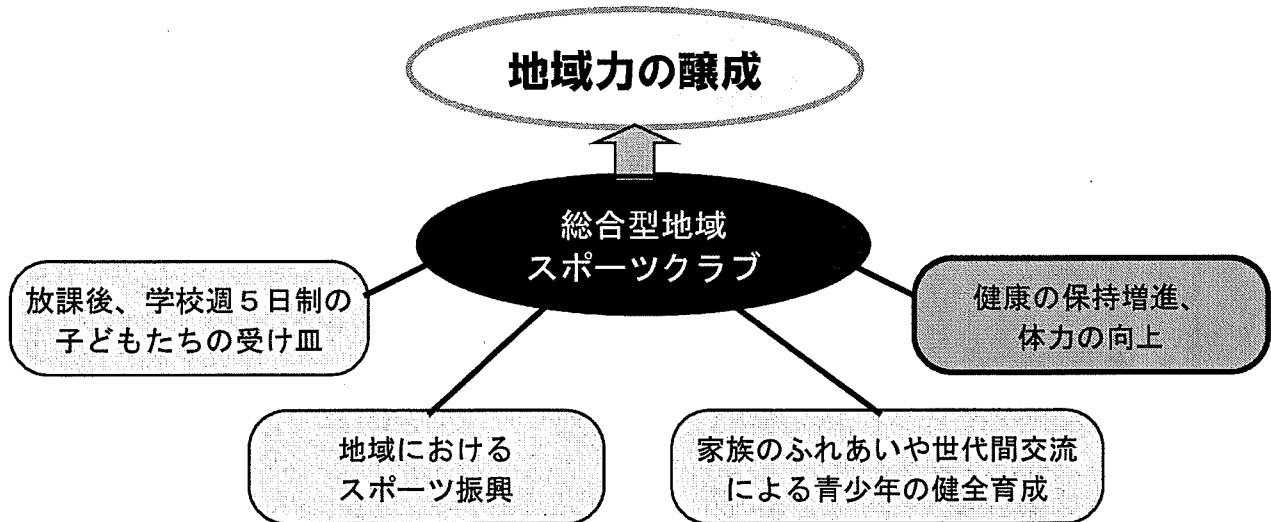 地域力の醸成
総合型地域
スポーツクラブ
放課後、学校週5日制の
子どもたちの受け皿
健康の保持増進、
体力の向上
地域における
スポーツ振興
家族のふれあいや世代間交流
による青少年の健全育成